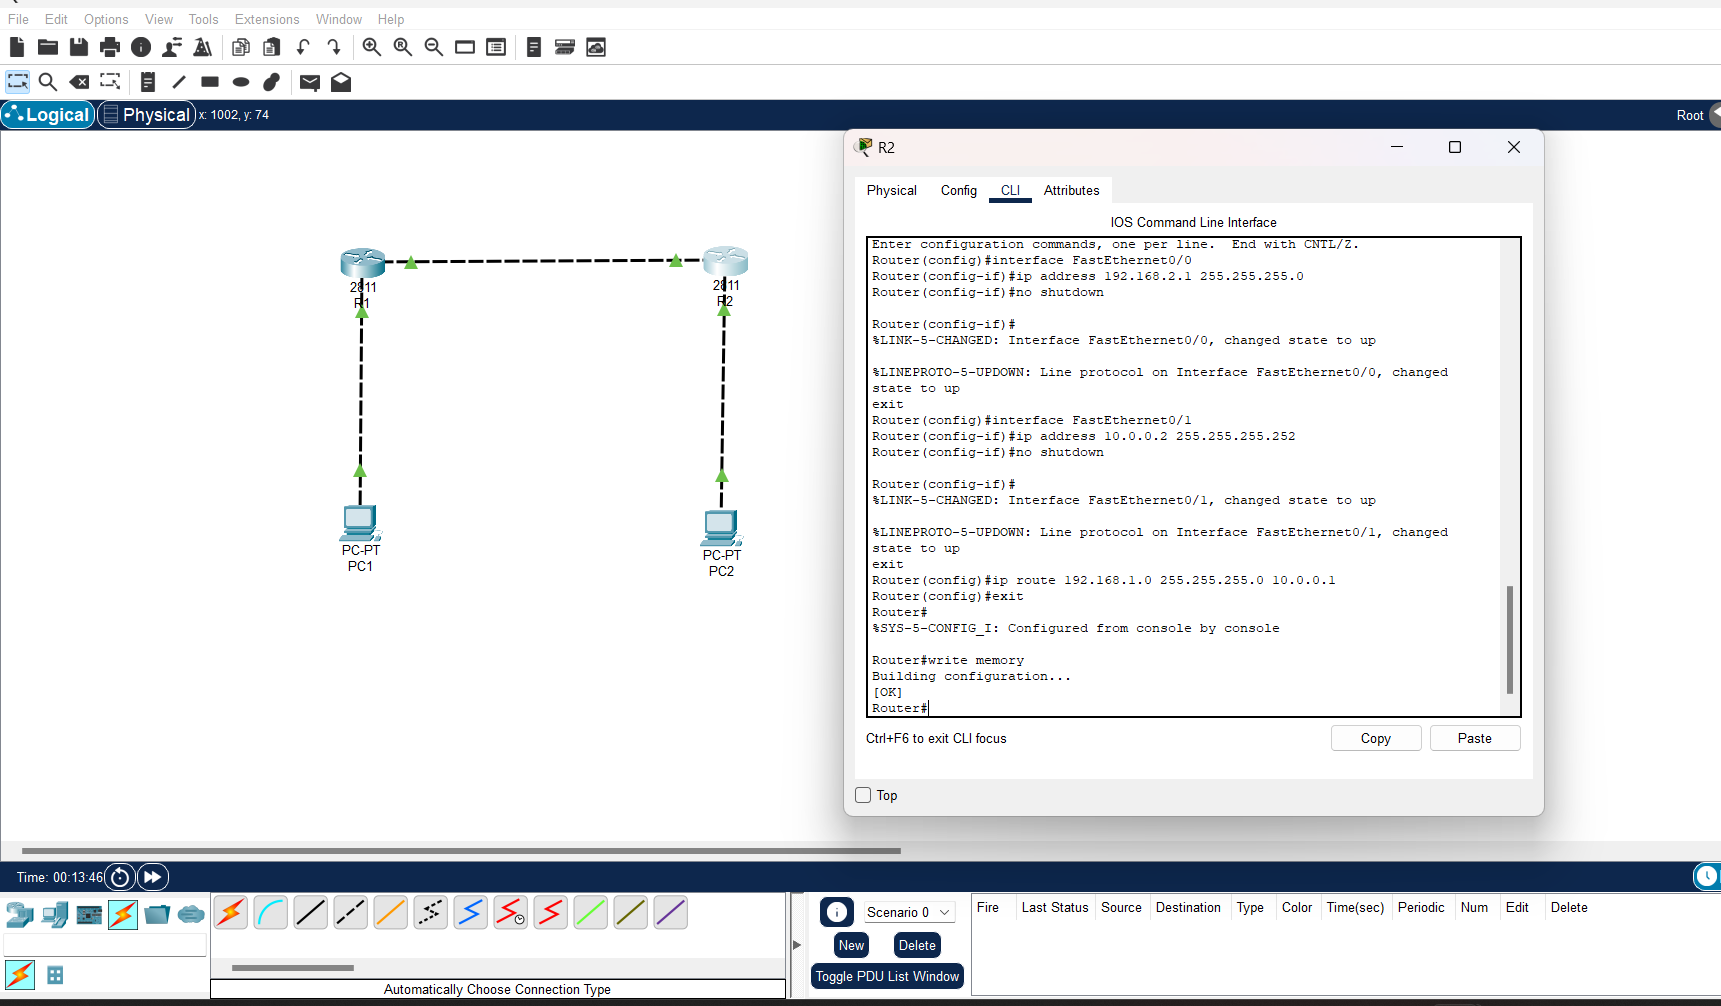 File Edit Options View Tools Extensions Window Help
Logical Physical x: 1002, y: 74 Root
R2
Physical Config CLI Attributes
IOS Command Line Interface
Enter configuration commands, one per line.  End with CNTL/Z.
Router(config)#interface FastEthernet0/0
Router(config-if)#ip address 192.168.2.1 255.255.255.0
Router(config-if)#no shutdown
Router(config-if)#
%LINK-5-CHANGED: Interface FastEthernet0/0, changed state to up
%LINEPROTO-5-UPDOWN: Line protocol on Interface FastEthernet0/0, changed
state to up
exit
Router(config)#interface FastEthernet0/1
Router(config-if)#ip address 10.0.0.2 255.255.255.252
Router(config-if)#no shutdown
Router(config-if)#
%LINK-5-CHANGED: Interface FastEthernet0/1, changed state to up
%LINEPROTO-5-UPDOWN: Line protocol on Interface FastEthernet0/1, changed
state to up
exit
Router(config)#ip route 192.168.1.0 255.255.255.0 10.0.0.1
Router(config)#exit
Router#
%SYS-5-CONFIG_I: Configured from console by console
Router#write memory
Building configuration...
[OK]
Router#
Ctrl+F6 to exit CLI focus
Copy Paste
Top
2811
R1
2811
R2
PC-PT
PC1
PC-PT
PC2
Time: 00:13:46
Automatically Choose Connection Type
Scenario 0
New Delete
Toggle PDU List Window
Fire Last Status Source Destination Type Color Time(sec) Periodic Num Edit Delete